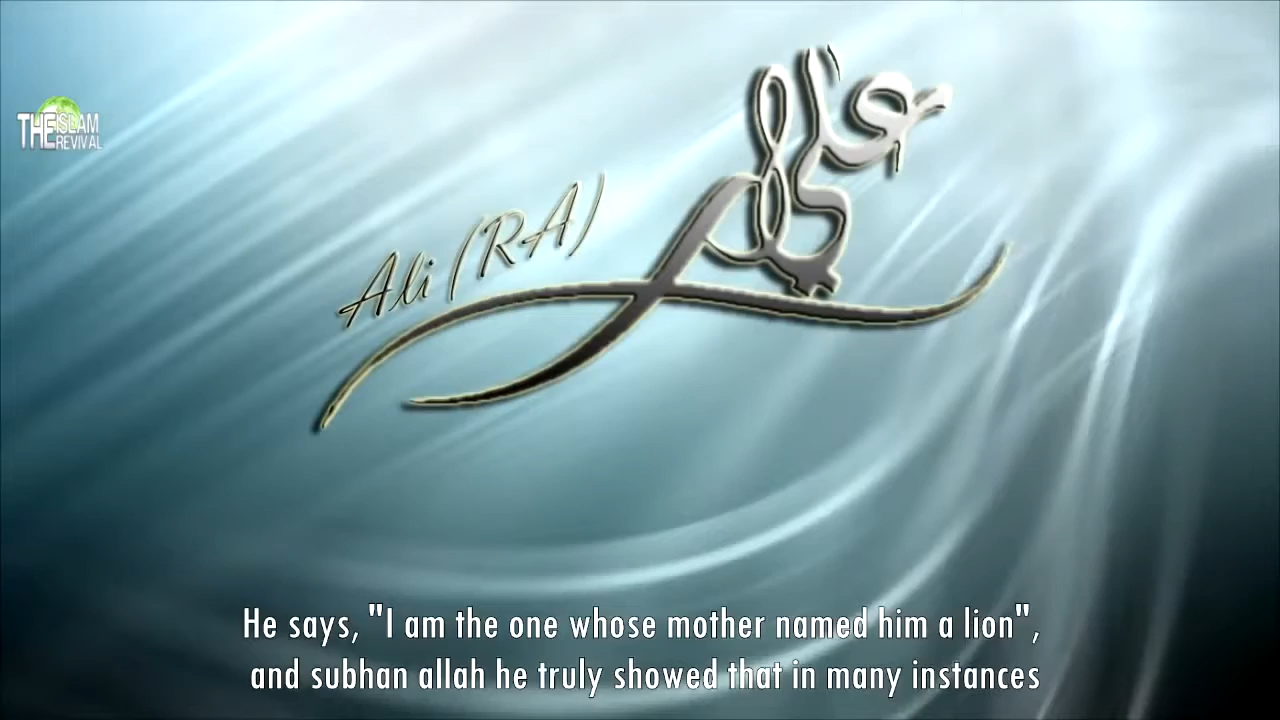 THE ISLAM
REVIVAL
علي
Ali (RA)
He says, "I am the one whose mother named him a lion",
and subhan allah he truly showed that in many instances